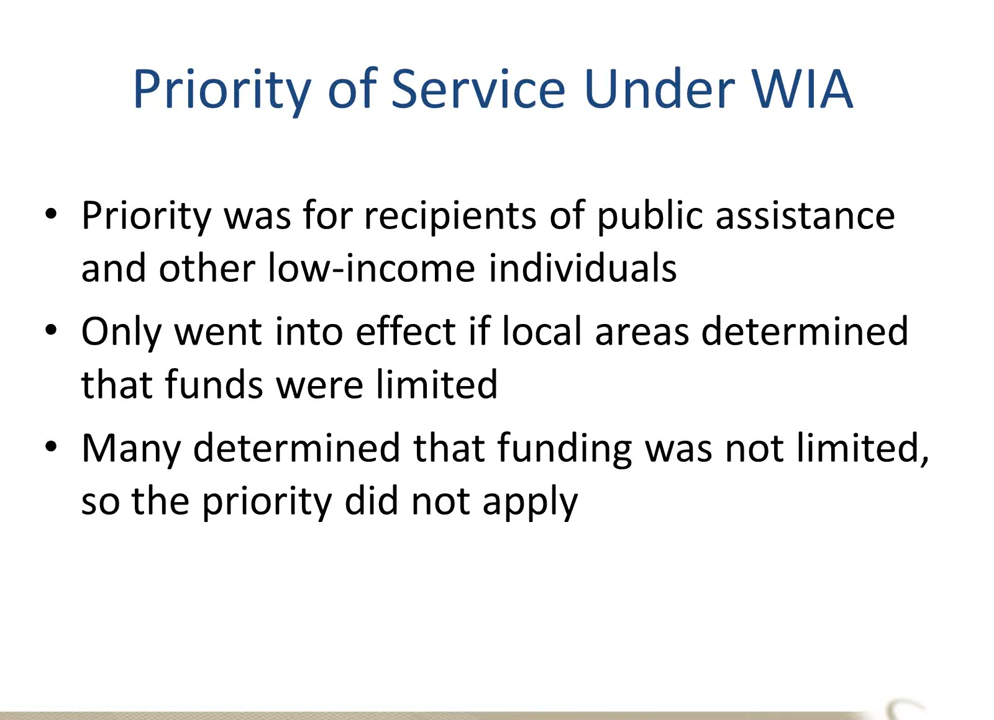 Priority of Service Under WIA
• Priority was for recipients of public assistance
and other low-income individuals
• Only went into effect if local areas determined
that funds were limited
• Many determined that funding was not limited,
so the priority did not apply